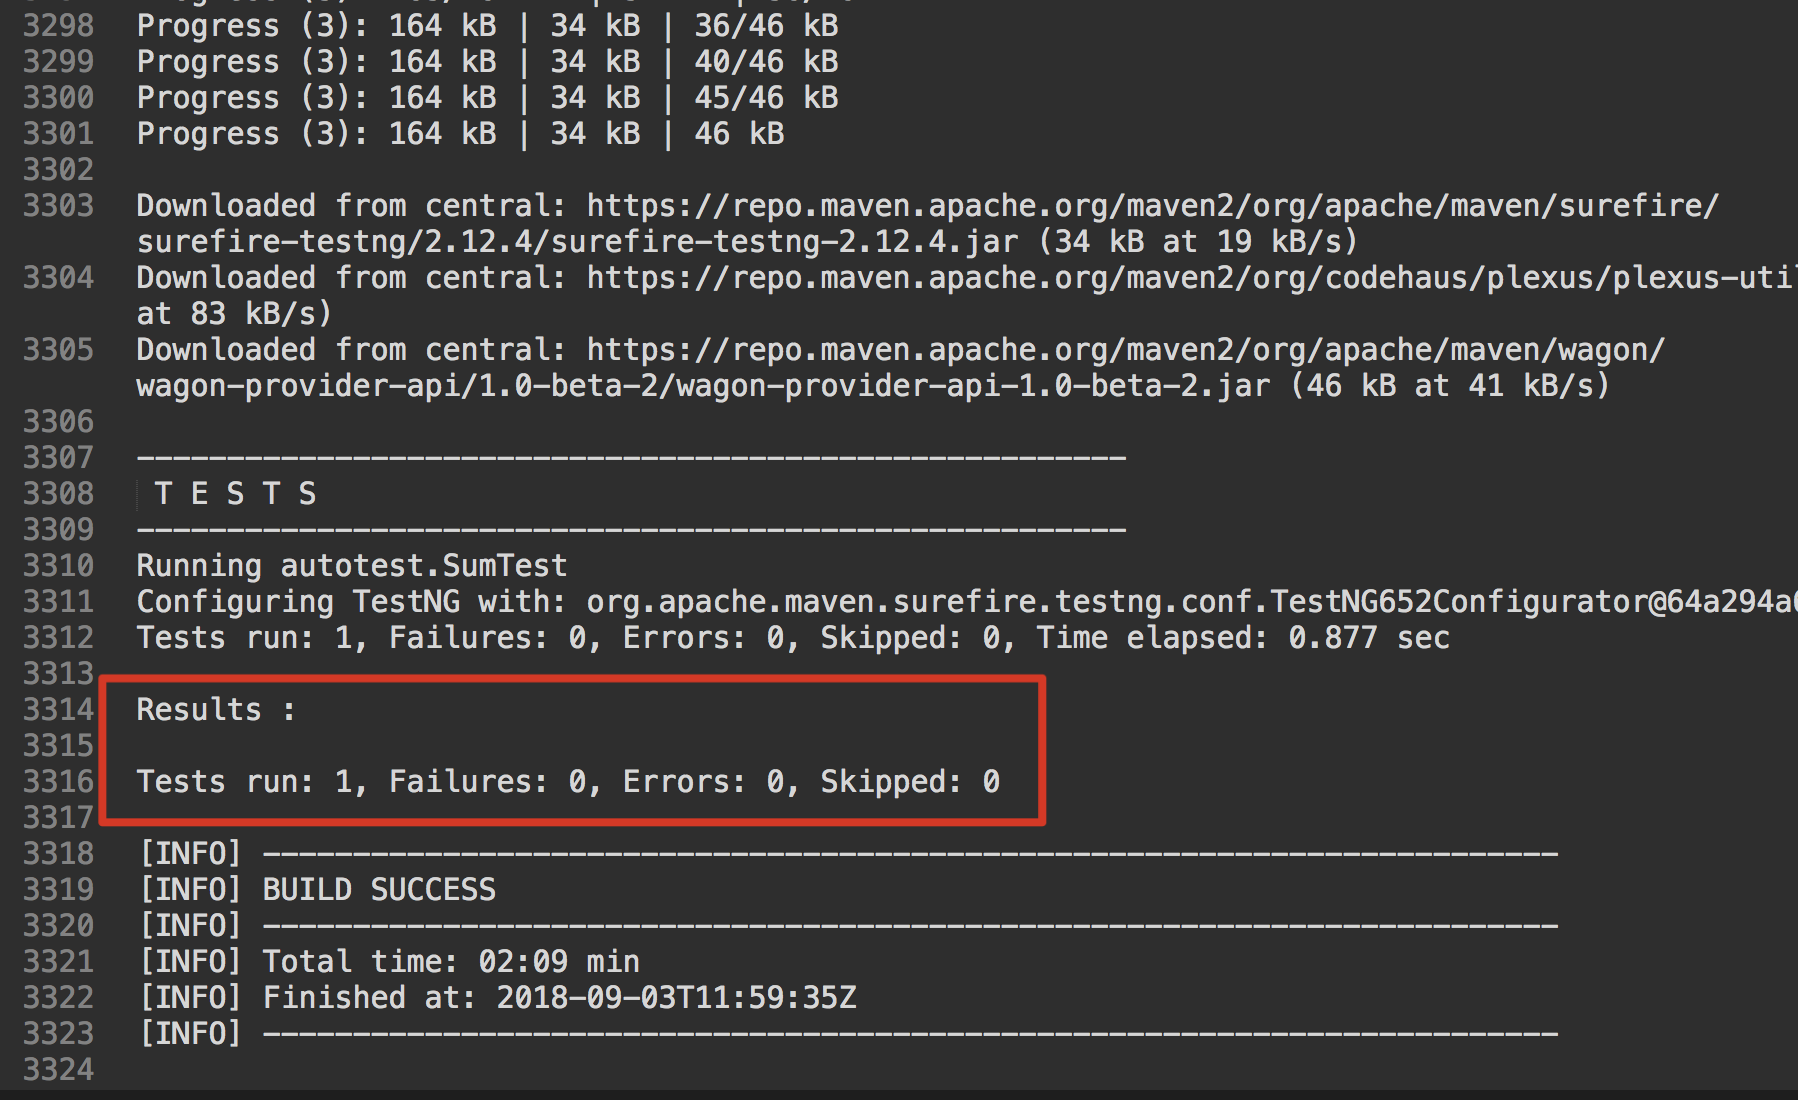 3298 Progress (3): 164 kB | 34 kB | 36/46 kB
3299 Progress (3): 164 kB | 34 kB | 40/46 kB
3300 Progress (3): 164 kB | 34 kB | 45/46 kB
3301 Progress (3): 164 kB | 34 kB | 46 kB
3302
3303 Downloaded from central: https://repo.maven.apache.org/maven2/org/apache/maven/surefire/
surefire-testng/2.12.4/surefire-testng-2.12.4.jar (34 kB at 19 kB/s)
3304 Downloaded from central: https://repo.maven.apache.org/maven2/org/codehaus/plexus/plexus-util
at 83 kB/s)
3305 Downloaded from central: https://repo.maven.apache.org/maven2/org/apache/maven/wagon/
wagon-provider-api/1.0-beta-2/wagon-provider-api-1.0-beta-2.jar (46 kB at 41 kB/s)
3306
3307 -------------------------------------------------------
3308 T E S T S
3309 -------------------------------------------------------
3310 Running autotest.SumTest
3311 Configuring TestNG with: org.apache.maven.surefire.testng.conf.TestNG652Configurator@64a294a6
3312 Tests run: 1, Failures: 0, Errors: 0, Skipped: 0, Time elapsed: 0.877 sec
3313
3314 Results :
3315
3316 Tests run: 1, Failures: 0, Errors: 0, Skipped: 0
3317
3318 [INFO] ------------------------------------------------------------------------
3319 [INFO] BUILD SUCCESS
3320 [INFO] ------------------------------------------------------------------------
3321 [INFO] Total time: 02:09 min
3322 [INFO] Finished at: 2018-09-03T11:59:35Z
3323 [INFO] ------------------------------------------------------------------------
3324